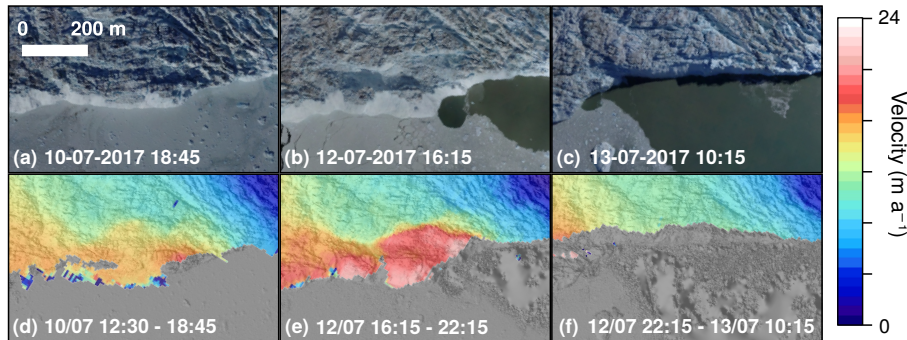 0 200 m
(a) 10-07-2017 18:45
(b) 12-07-2017 16:15
(c) 13-07-2017 10:15
(d) 10/07 12:30 - 18:45
(e) 12/07 16:15 - 22:15
(f) 12/07 22:15 - 13/07 10:15
24
Velocity (m a⁻¹)
0